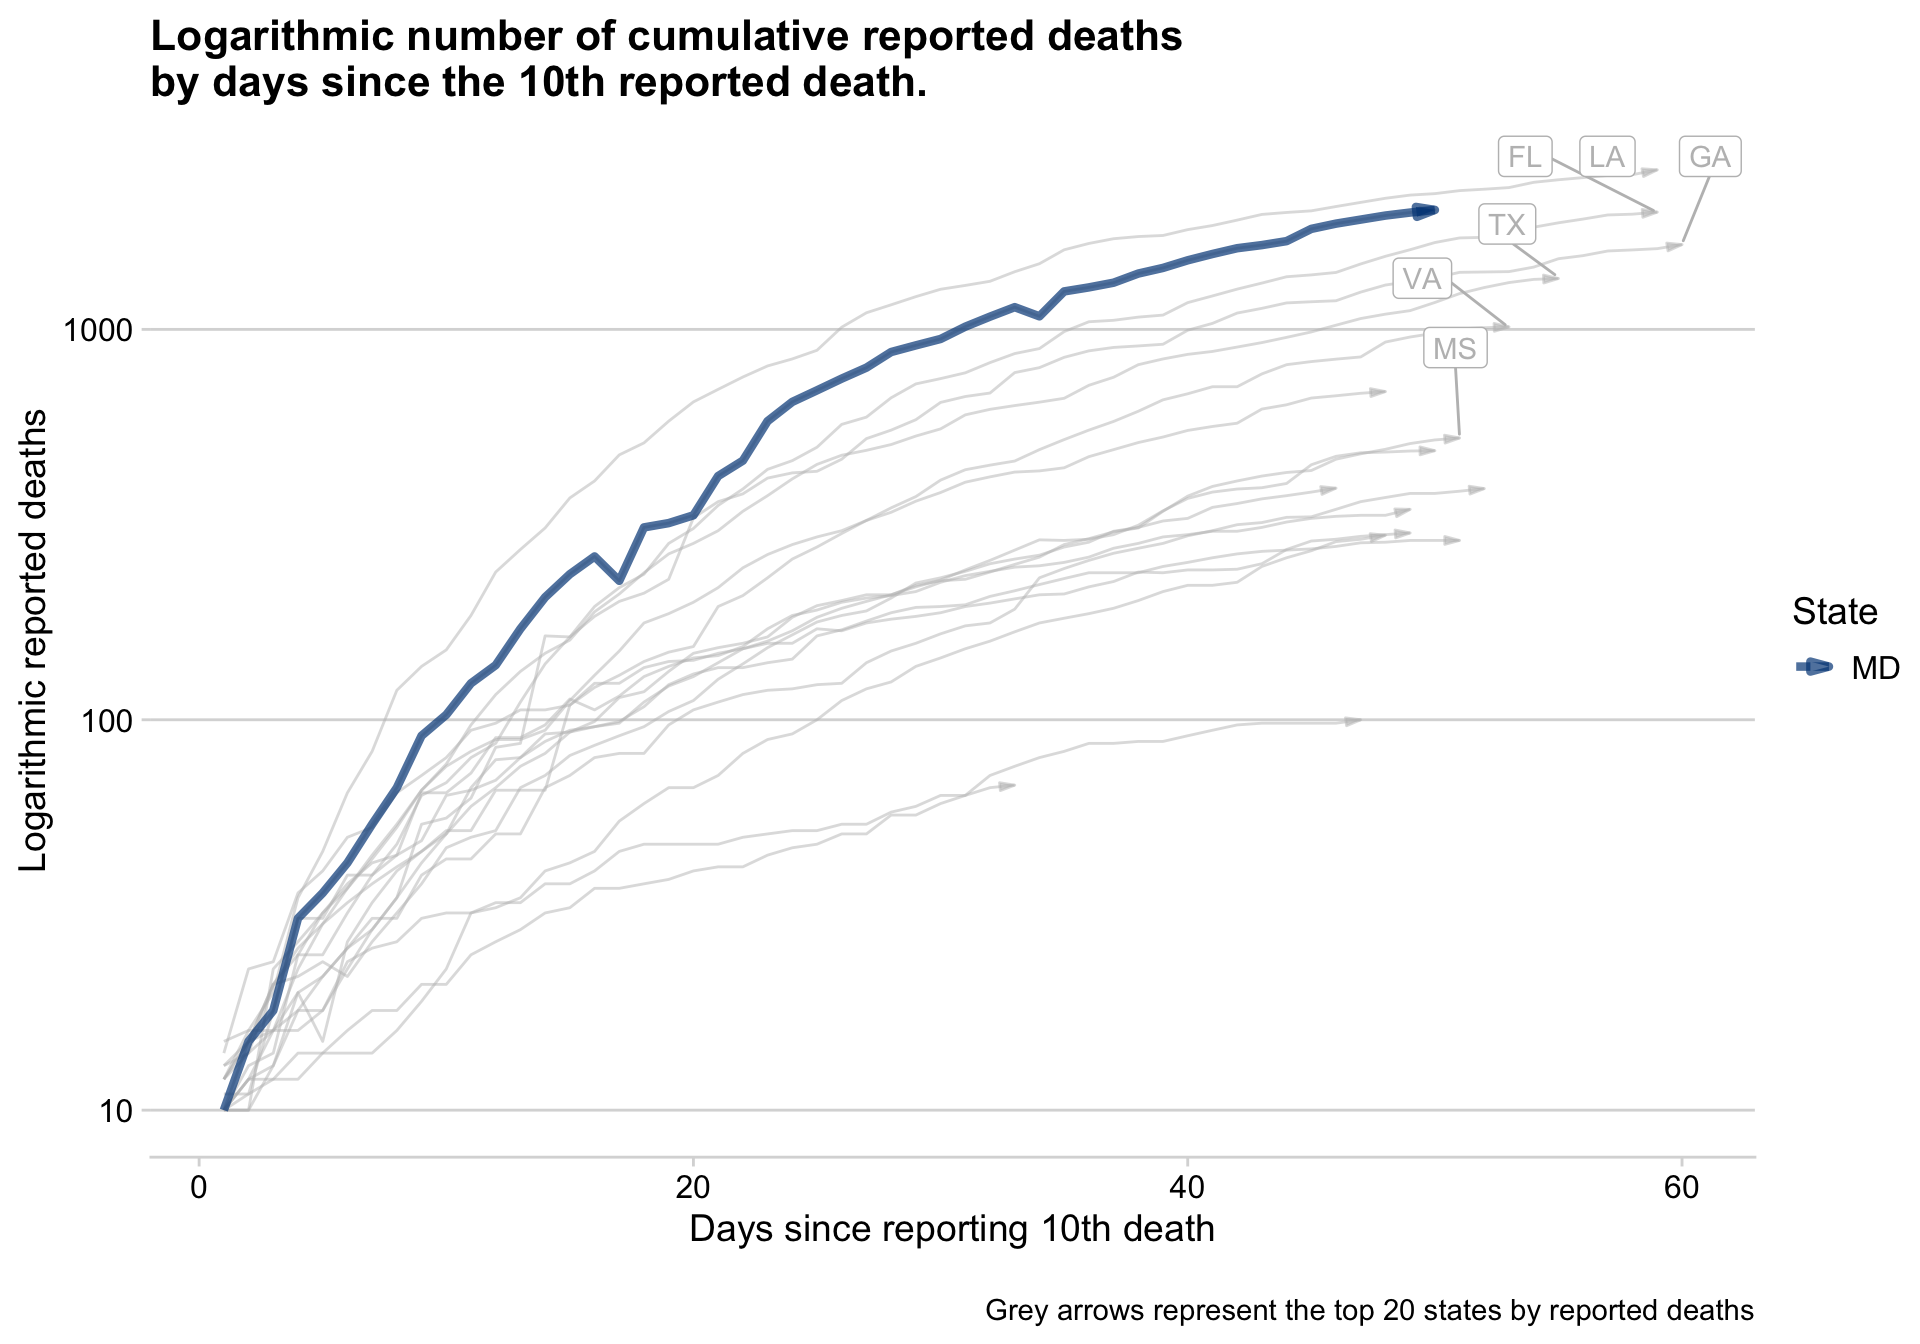 Logarithmic number of cumulative reported deaths
by days since the 10th reported death.
FL
LA
GA
TX
VA
MS
1000
100
10
Logarithmic reported deaths
0
20
40
60
Days since reporting 10th death
State
MD
Grey arrows represent the top 20 states by reported deaths